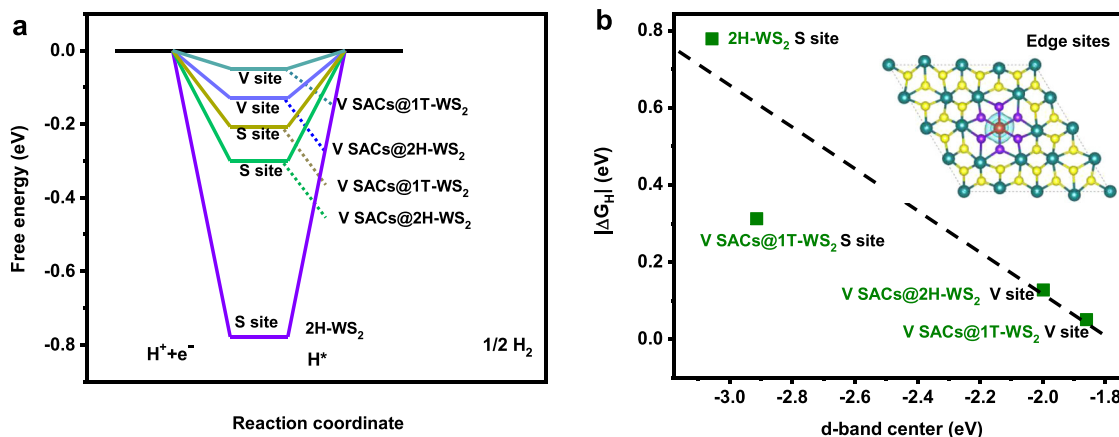 a
Free energy (eV)
0.0
-0.2
-0.4
-0.6
-0.8
V site
V site
S site
S site
S site
V SACs@1T-WS₂
V SACs@2H-WS₂
V SACs@1T-WS₂
V SACs@2H-WS₂
2H-WS₂
H⁺+e⁻
H*
1/2 H₂
Reaction coordinate
b
|ΔG_H| (eV)
0.8
0.6
0.4
0.2
0.0
2H-WS₂ S site
Edge sites
V SACs@1T-WS₂ S site
V SACs@2H-WS₂ V site
V SACs@1T-WS₂ V site
-3.0
-2.8
-2.6
-2.4
-2.2
-2.0
-1.8
d-band center (eV)